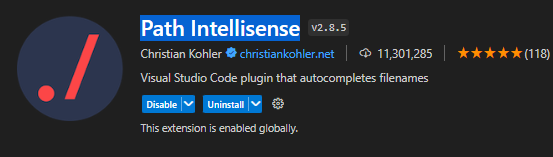 Path Intellisense v2.8.5
Christian Kohler christiankohler.net | 11,301,285 | ★★★★★(118)
Visual Studio Code plugin that autocompletes filenames
Disable Uninstall
This extension is enabled globally.